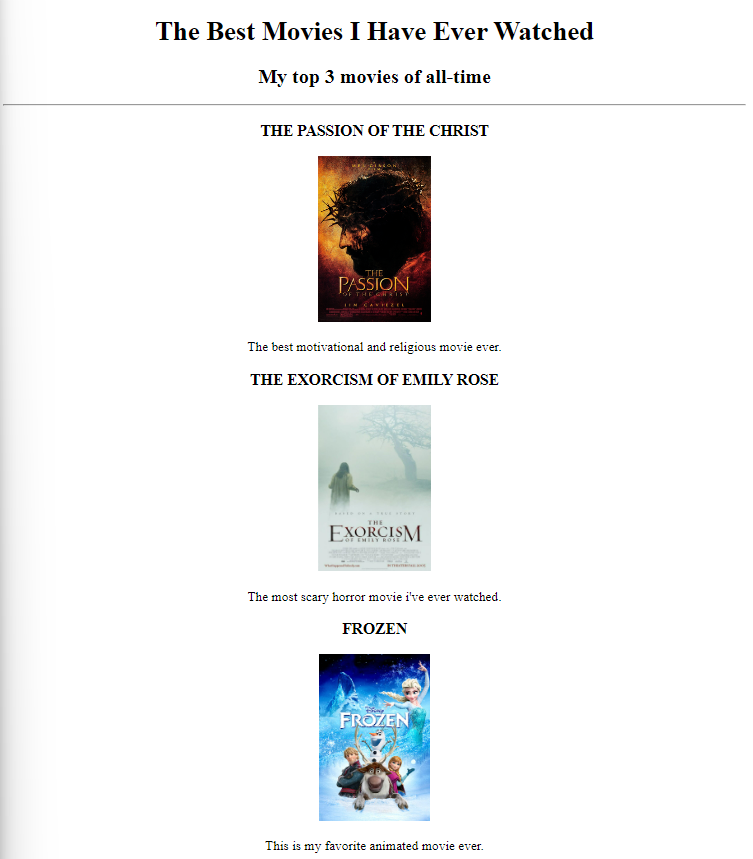 The Best Movies I Have Ever Watched
My top 3 movies of all-time
THE PASSION OF THE CHRIST
MEL GIBSON
THE
PASSION
OF THE CHRIST
JIM CAVIEZEL
The best motivational and religious movie ever.
THE EXORCISM OF EMILY ROSE
BASED ON A TRUE STORY
THE
EXORCISM
OF EMILY ROSE
The most scary horror movie i've ever watched.
FROZEN
Disney
FROZEN
This is my favorite animated movie ever.